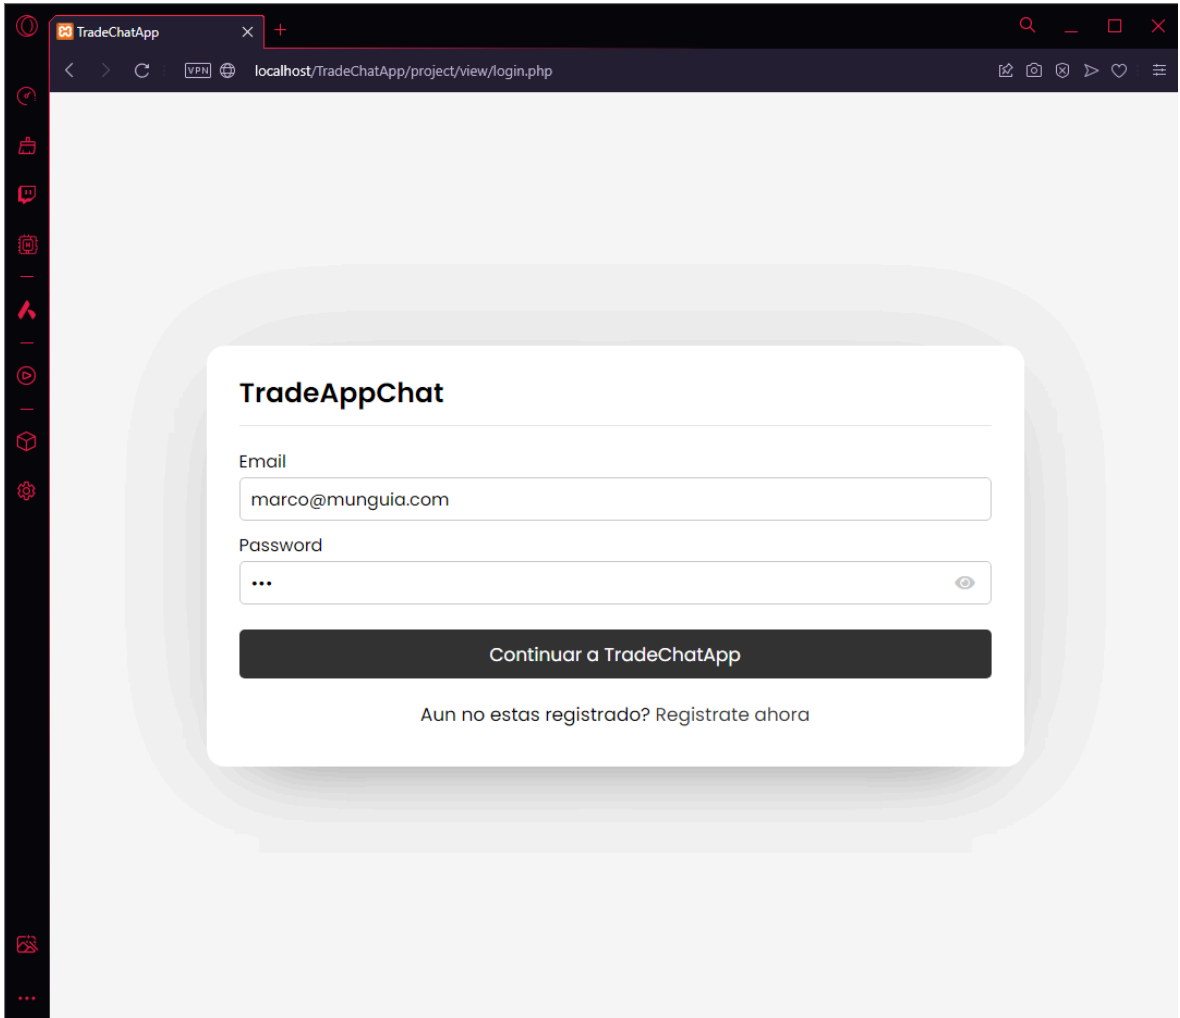 TradeChatApp
VPN localhost/TradeChatApp/project/view/login.php
TradeAppChat
Email
marco@munguia.com
Password
•••
Continuar a TradeChatApp
Aun no estas registrado? Registrate ahora